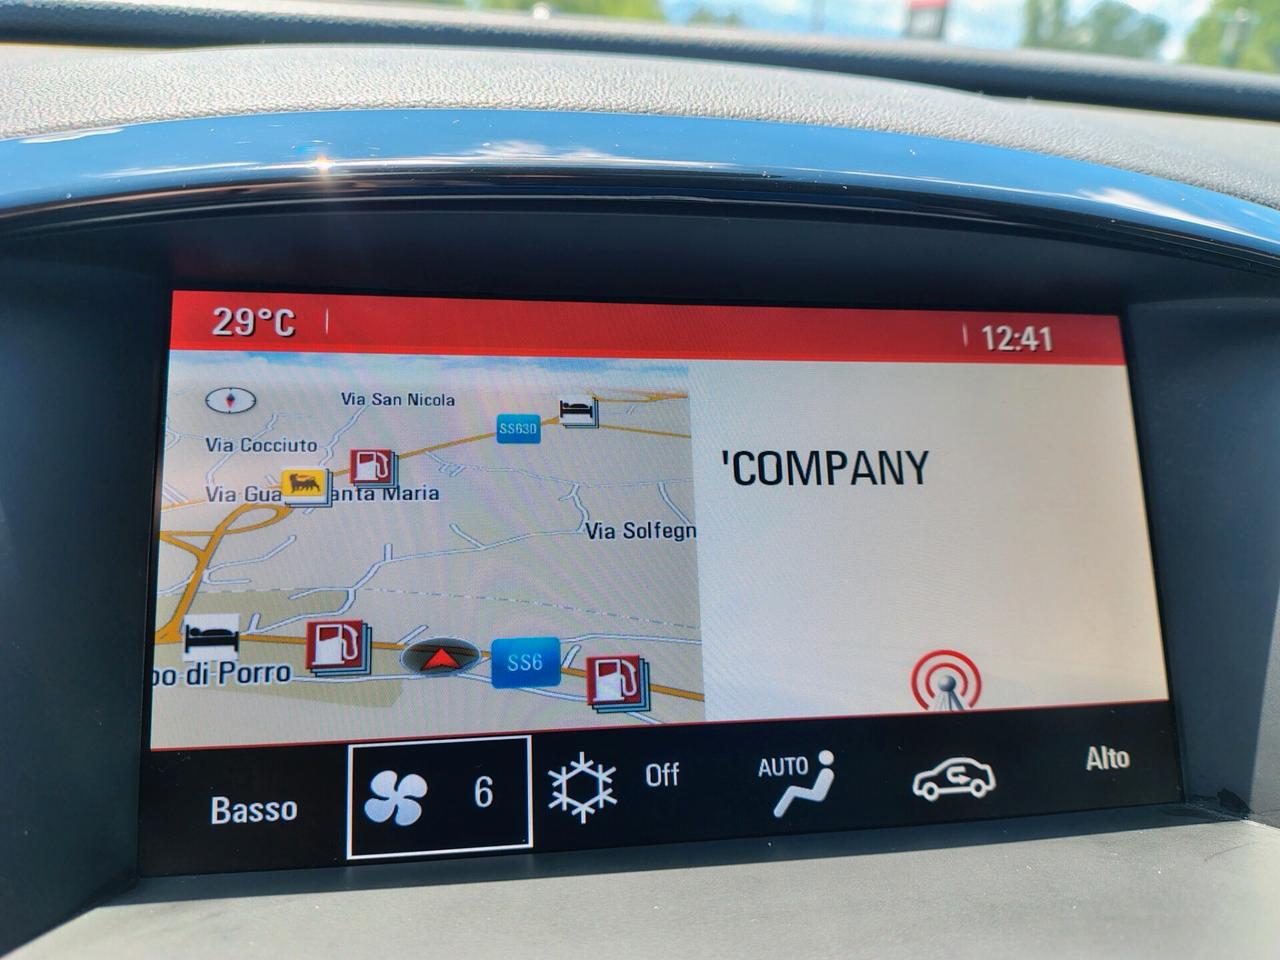 29°C
12:41
Via San Nicola
SS630
Via Cocciuto
Via Gua
anta Maria
'COMPANY
Via Solfegn
SS6
po di Porro
Basso
6
Off
AUTO
Alto